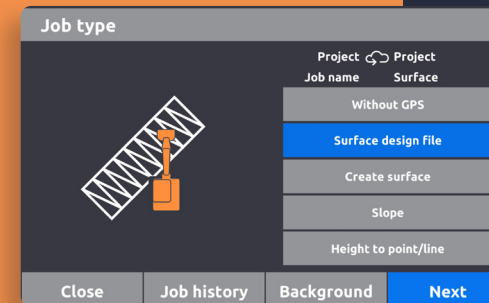 Job type
Project Project
Job name Surface
Without GPS
Surface design file
Create surface
Slope
Height to point/line
Close Job history Background Next